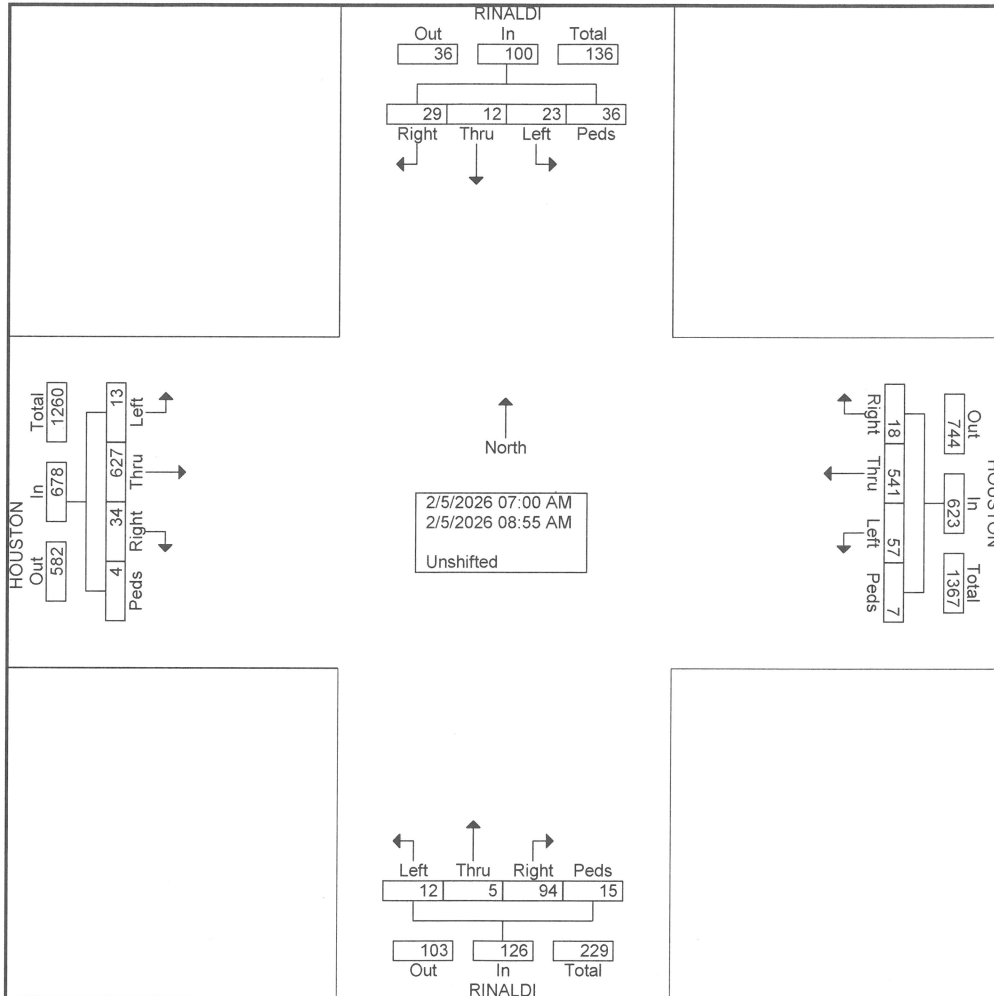 RINALDI
Out In Total
36 100 136
29 12 23 36
Right Thru Left Peds
HOUSTON
Total In Out
1260 678 582
13 627 34 4
Left Thru Right Peds
North
2/5/2026 07:00 AM
2/5/2026 08:55 AM
Unshifted
Right Thru Left Peds
18 541 57 7
Out In Total
744 623 1367
HOUSTON
Left Thru Right Peds
12 5 94 15
103 126 229
Out In Total
RINALDI